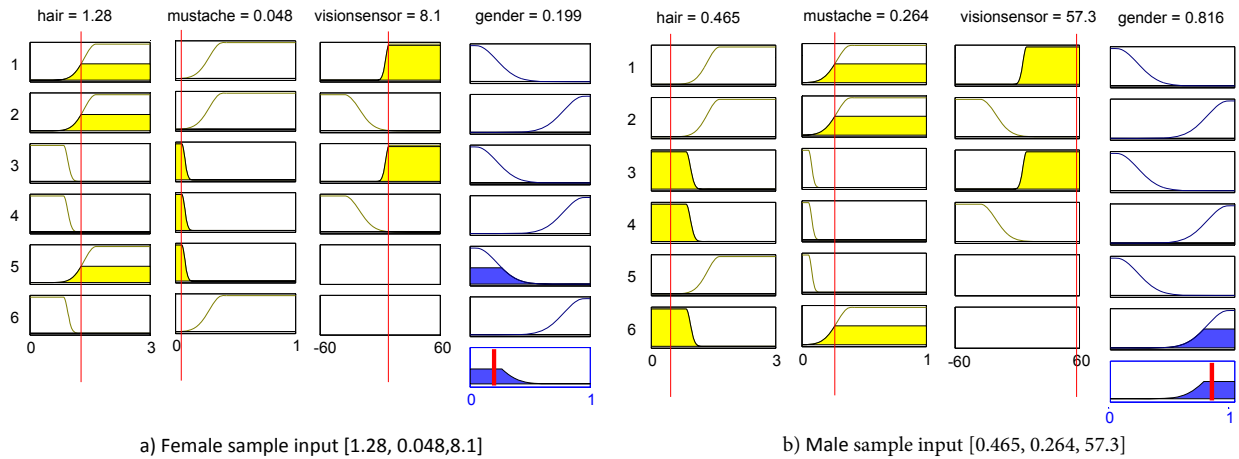 hair = 1.28 mustache = 0.048 visionsensor = 8.1 gender = 0.199
1
2
3
4
5
6
0 3 0 1 -60 60
0 1
a) Female sample input [1.28, 0.048,8.1]
hair = 0.465 mustache = 0.264 visionsensor = 57.3 gender = 0.816
1
2
3
4
5
6
0 3 0 1 -60 60
0 1
b) Male sample input [0.465, 0.264, 57.3]